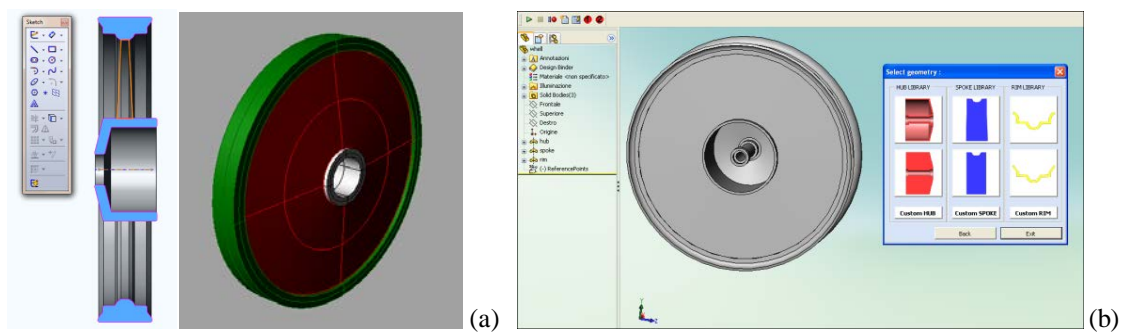 Sketch
(a)
whall
Annotazioni
Design Binder
Materiale <non specificato>
Illuminazione
Solid Bodies(3)
Frontale
Superiore
Destro
Origine
hub
spoke
rim
(-) ReferencePoints
Select geometry :
HUB LIBRARY SPOKE LIBRARY RIM LIBRARY
Custom HUB Custom SPOKE Custom RIM
Back Exit
Y
Z
(b)